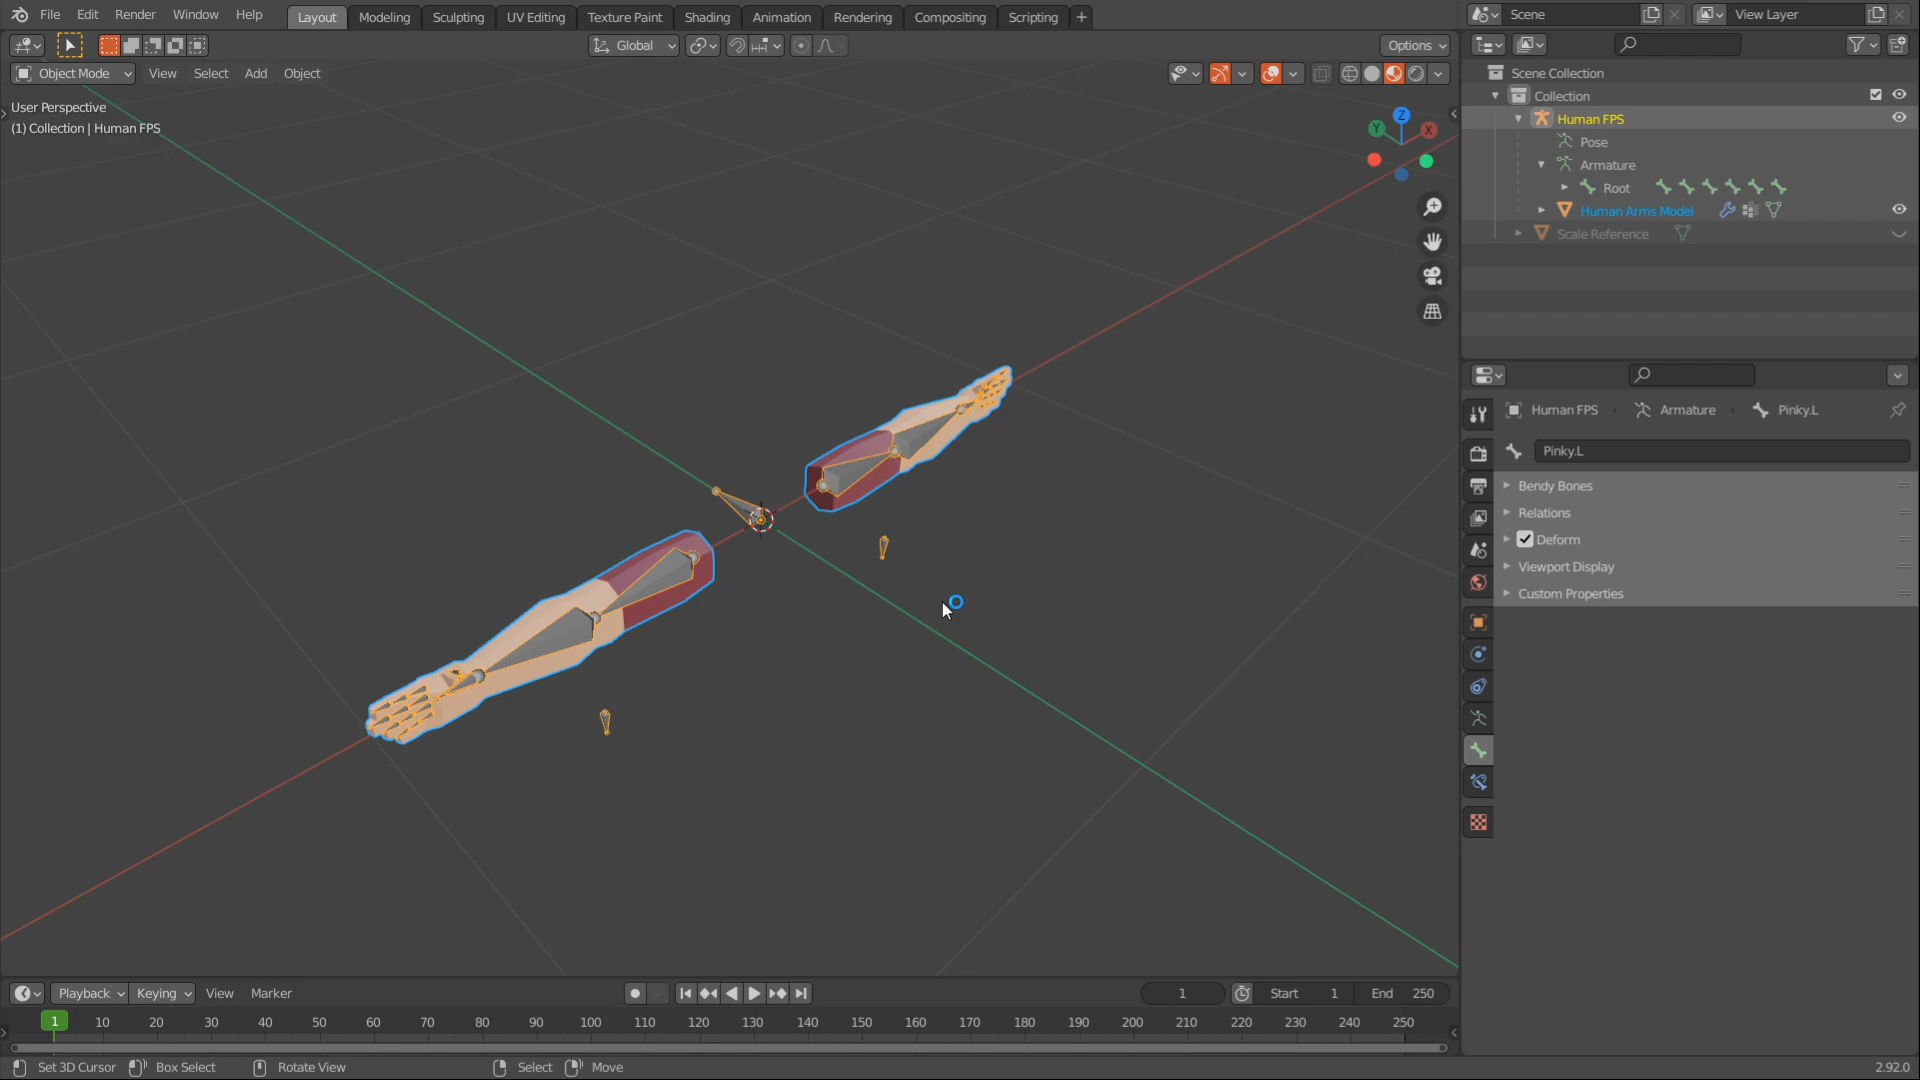 File Edit Render Window Help Layout Modeling Sculpting UV Editing Texture Paint Shading Animation Rendering Compositing Scripting + Scene View Layer
Global Options
Object Mode View Select Add Object
User Perspective
(1) Collection | Human FPS
Z
Y
X
Scene Collection
Collection
Human FPS
Pose
Armature
Root
Human Arms Model
Scale Reference
Human FPS Armature Pinky.L
Pinky.L
Bendy Bones
Relations
Deform
Viewport Display
Custom Properties
Playback Keying View Marker 1 Start 1 End 250
1 10 20 30 40 50 60 70 80 90 100 110 120 130 140 150 160 170 180 190 200 210 220 230 240 250
Set 3D Cursor Box Select Rotate View Select Move 2.92.0